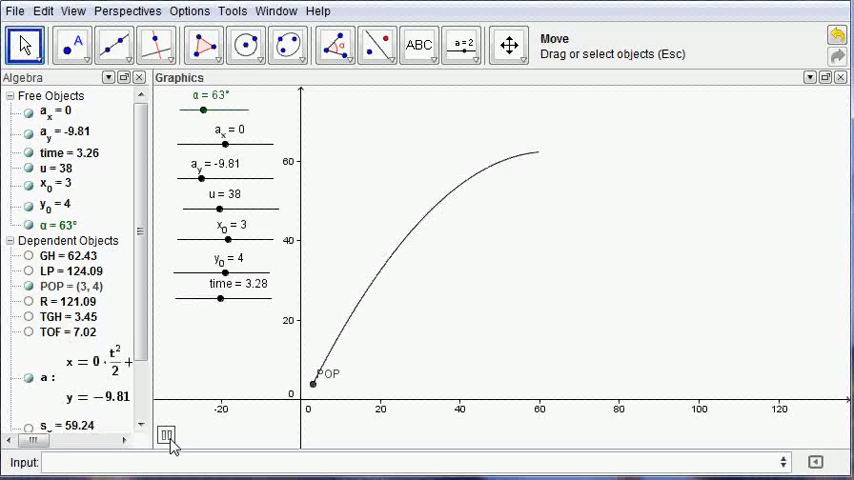 File Edit View Perspectives Options Tools Window Help
A
α
ABC
a = 2
Move
Drag or select objects (Esc)
Algebra
Graphics
Free Objects
a_x = 0
a_y = -9.81
time = 3.26
u = 38
x_0 = 3
y_0 = 4
α = 63°
Dependent Objects
GH = 62.43
LP = 124.09
POP = (3, 4)
R = 121.09
TGH = 3.45
TOF = 7.02
a :
x = 0 · t²/2 +
y = −9.81
= 59.24
α = 63°
a_x = 0
a_y = -9.81
u = 38
x_0 = 3
y_0 = 4
time = 3.28
60
40
20
0
POP
-20 0 20 40 60 80 100 120
Input: